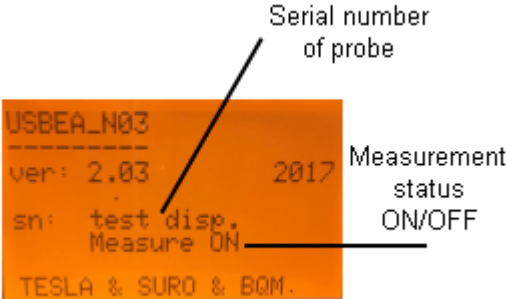 Serial number
of probe
USBEA_N03
ver: 2.03 2017
sn: test disp.
Measure ON
TESLA & SURO & BQM.
Measurement
status
ON/OFF